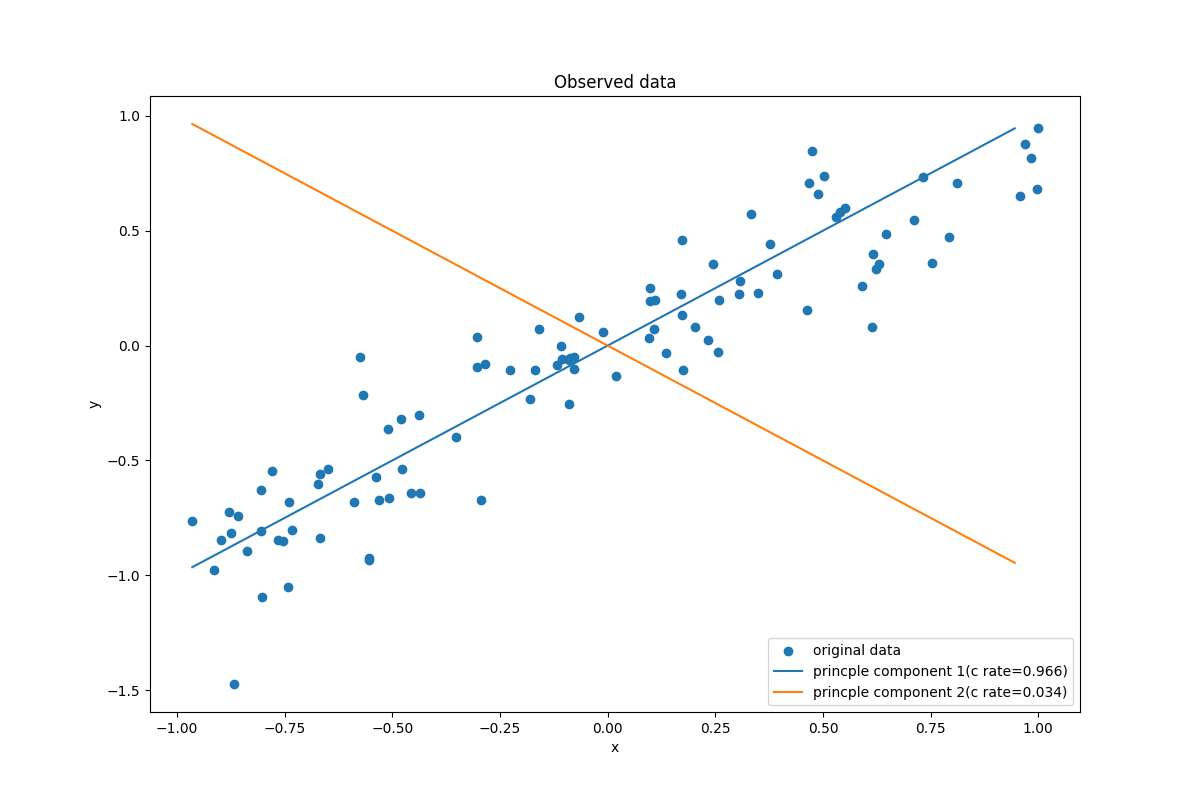 Observed data
1.0
0.5
0.0
−0.5
−1.0
−1.5
y
−1.00 −0.75 −0.50 −0.25 0.00 0.25 0.50 0.75 1.00
x
original data
princple component 1(c rate=0.966)
princple component 2(c rate=0.034)